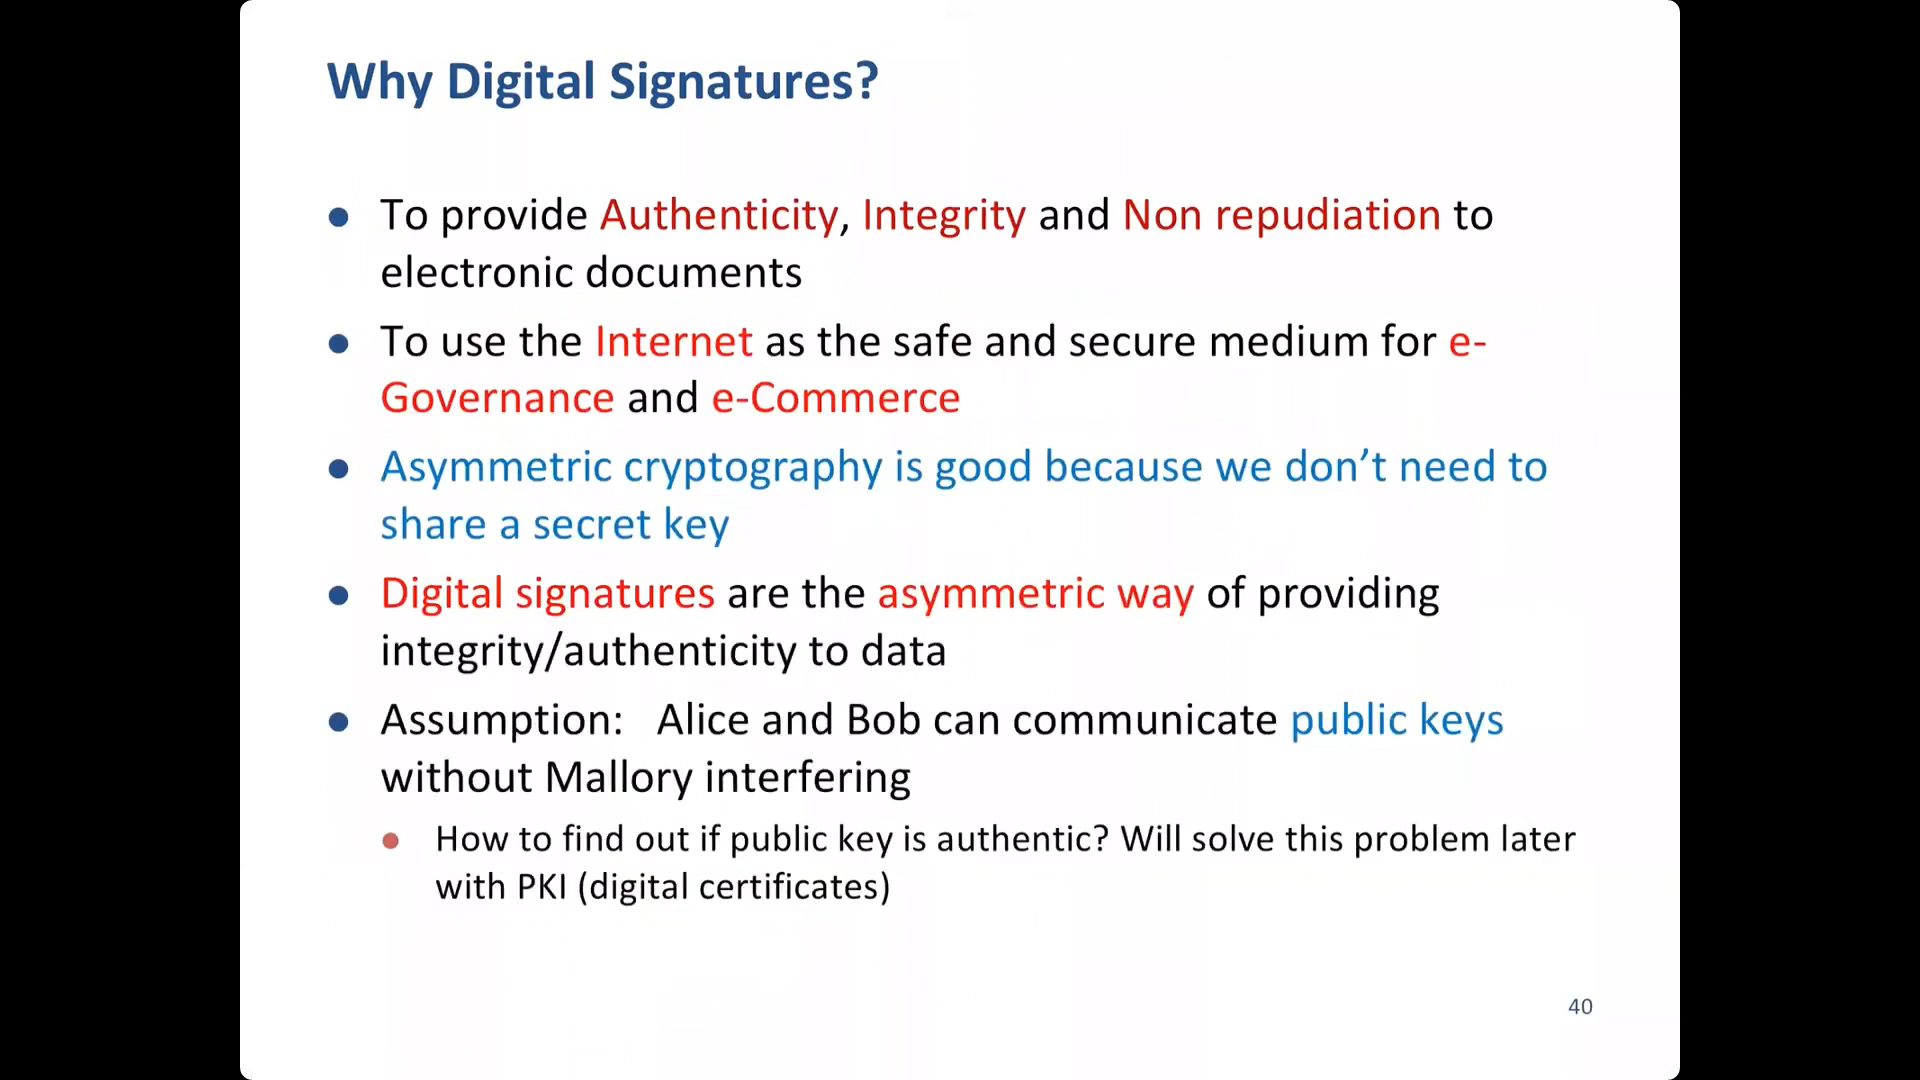 Why Digital Signatures?
● To provide Authenticity, Integrity and Non repudiation to
electronic documents
● To use the Internet as the safe and secure medium for e-
Governance and e-Commerce
● Asymmetric cryptography is good because we don’t need to
share a secret key
● Digital signatures are the asymmetric way of providing
integrity/authenticity to data
● Assumption: Alice and Bob can communicate public keys
without Mallory interfering
● How to find out if public key is authentic? Will solve this problem later
with PKI (digital certificates)
40